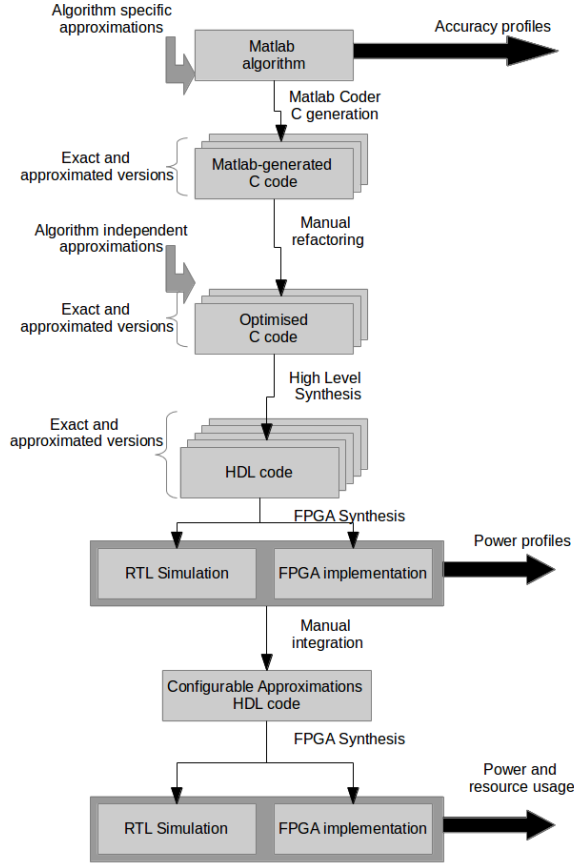 Algorithm specific
approximations
Accuracy profiles
Matlab
algorithm
Matlab Coder
C generation
Exact and
approximated versions
Matlab-generated
C code
Algorithm independent
approximations
Manual
refactoring
Exact and
approximated versions
Optimised
C code
High Level
Synthesis
Exact and
approximated versions
HDL code
FPGA Synthesis
Power profiles
RTL Simulation
FPGA implementation
Manual
integration
Configurable Approximations
HDL code
FPGA Synthesis
Power and
resource usage
RTL Simulation
FPGA implementation